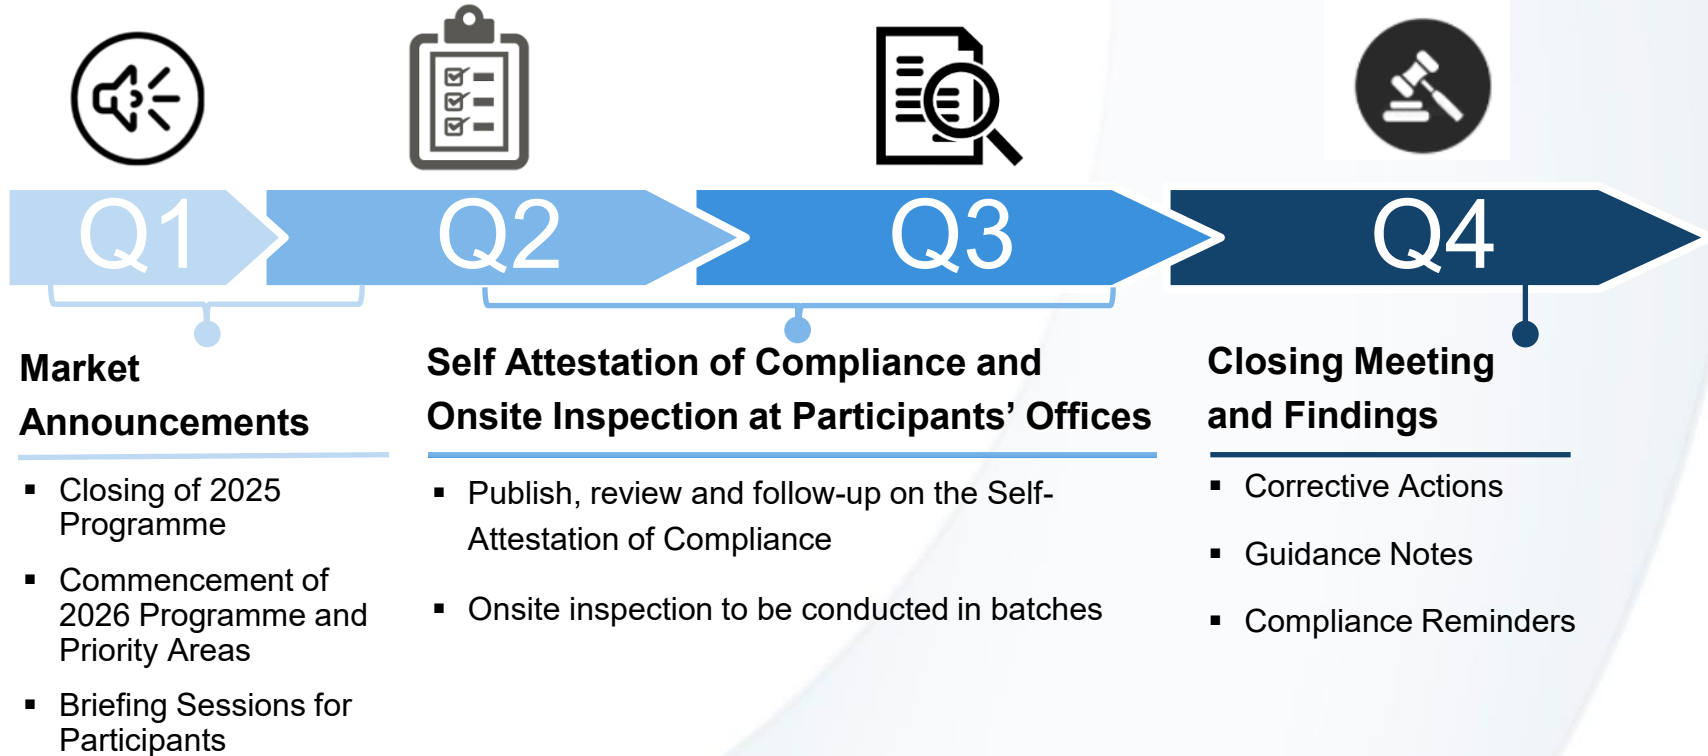 Q1
Q2
Q3
Q4
Market
Announcements
▪ Closing of 2025
Programme
▪ Commencement of
2026 Programme and
Priority Areas
▪ Briefing Sessions for
Participants
Self Attestation of Compliance and
Onsite Inspection at Participants’ Offices
▪ Publish, review and follow-up on the Self-
Attestation of Compliance
▪ Onsite inspection to be conducted in batches
Closing Meeting
and Findings
▪ Corrective Actions
▪ Guidance Notes
▪ Compliance Reminders